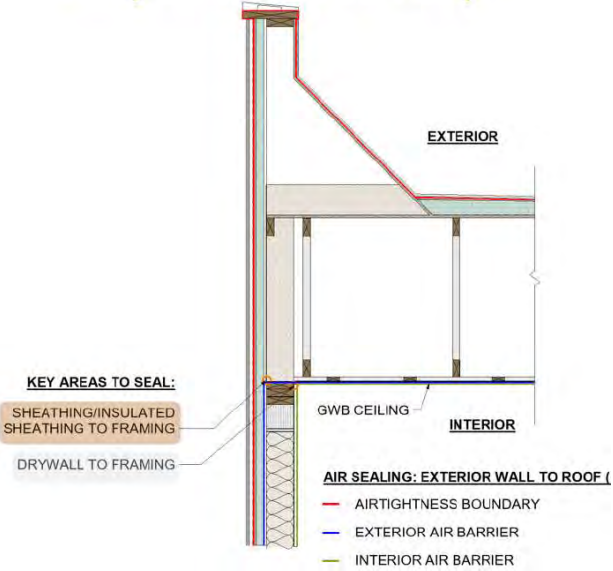 EXTERIOR
KEY AREAS TO SEAL:
SHEATHING/INSULATED
SHEATHING TO FRAMING
DRYWALL TO FRAMING
GWB CEILING
INTERIOR
AIR SEALING: EXTERIOR WALL TO ROOF (
AIRTIGHTNESS BOUNDARY
EXTERIOR AIR BARRIER
INTERIOR AIR BARRIER